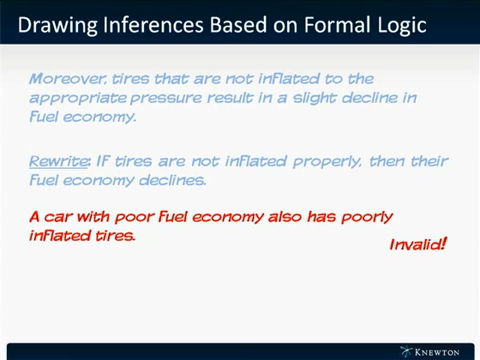 Drawing Inferences Based on Formal Logic
Moreover, tires that are not inflated to the
appropriate pressure result in a slight decline in
fuel economy.
Rewrite: If tires are not inflated properly, then their
fuel economy declines.
A car with poor fuel economy also has poorly
inflated tires.
Invalid!
KNEWTON